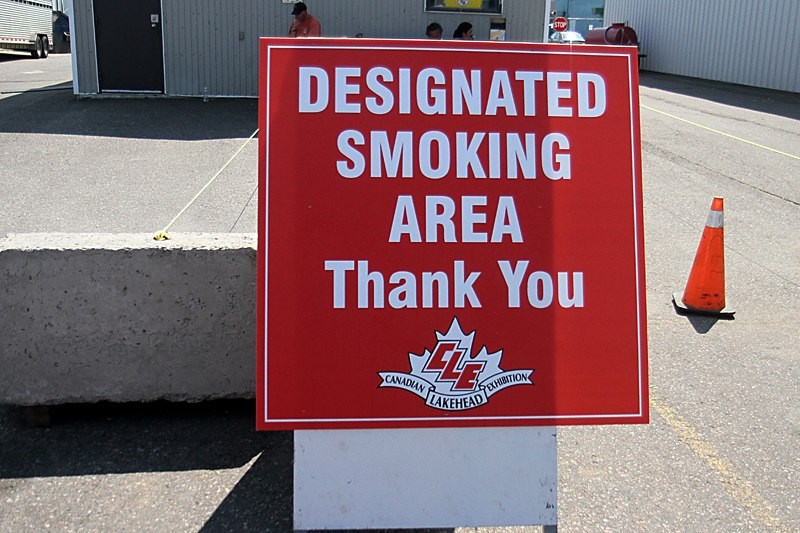 STOP
DESIGNATED
SMOKING
AREA
Thank You
CLE
CANADIAN LAKEHEAD EXHIBITION